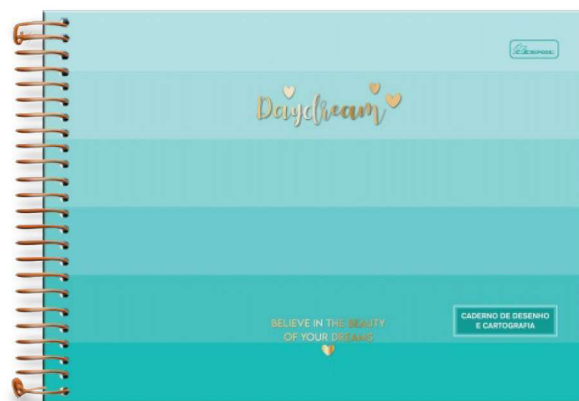 Daydream
BELIEVE IN THE BEAUTY
OF YOUR DREAMS
CADERNO DE DESENHO
E CARTOGRAFIA